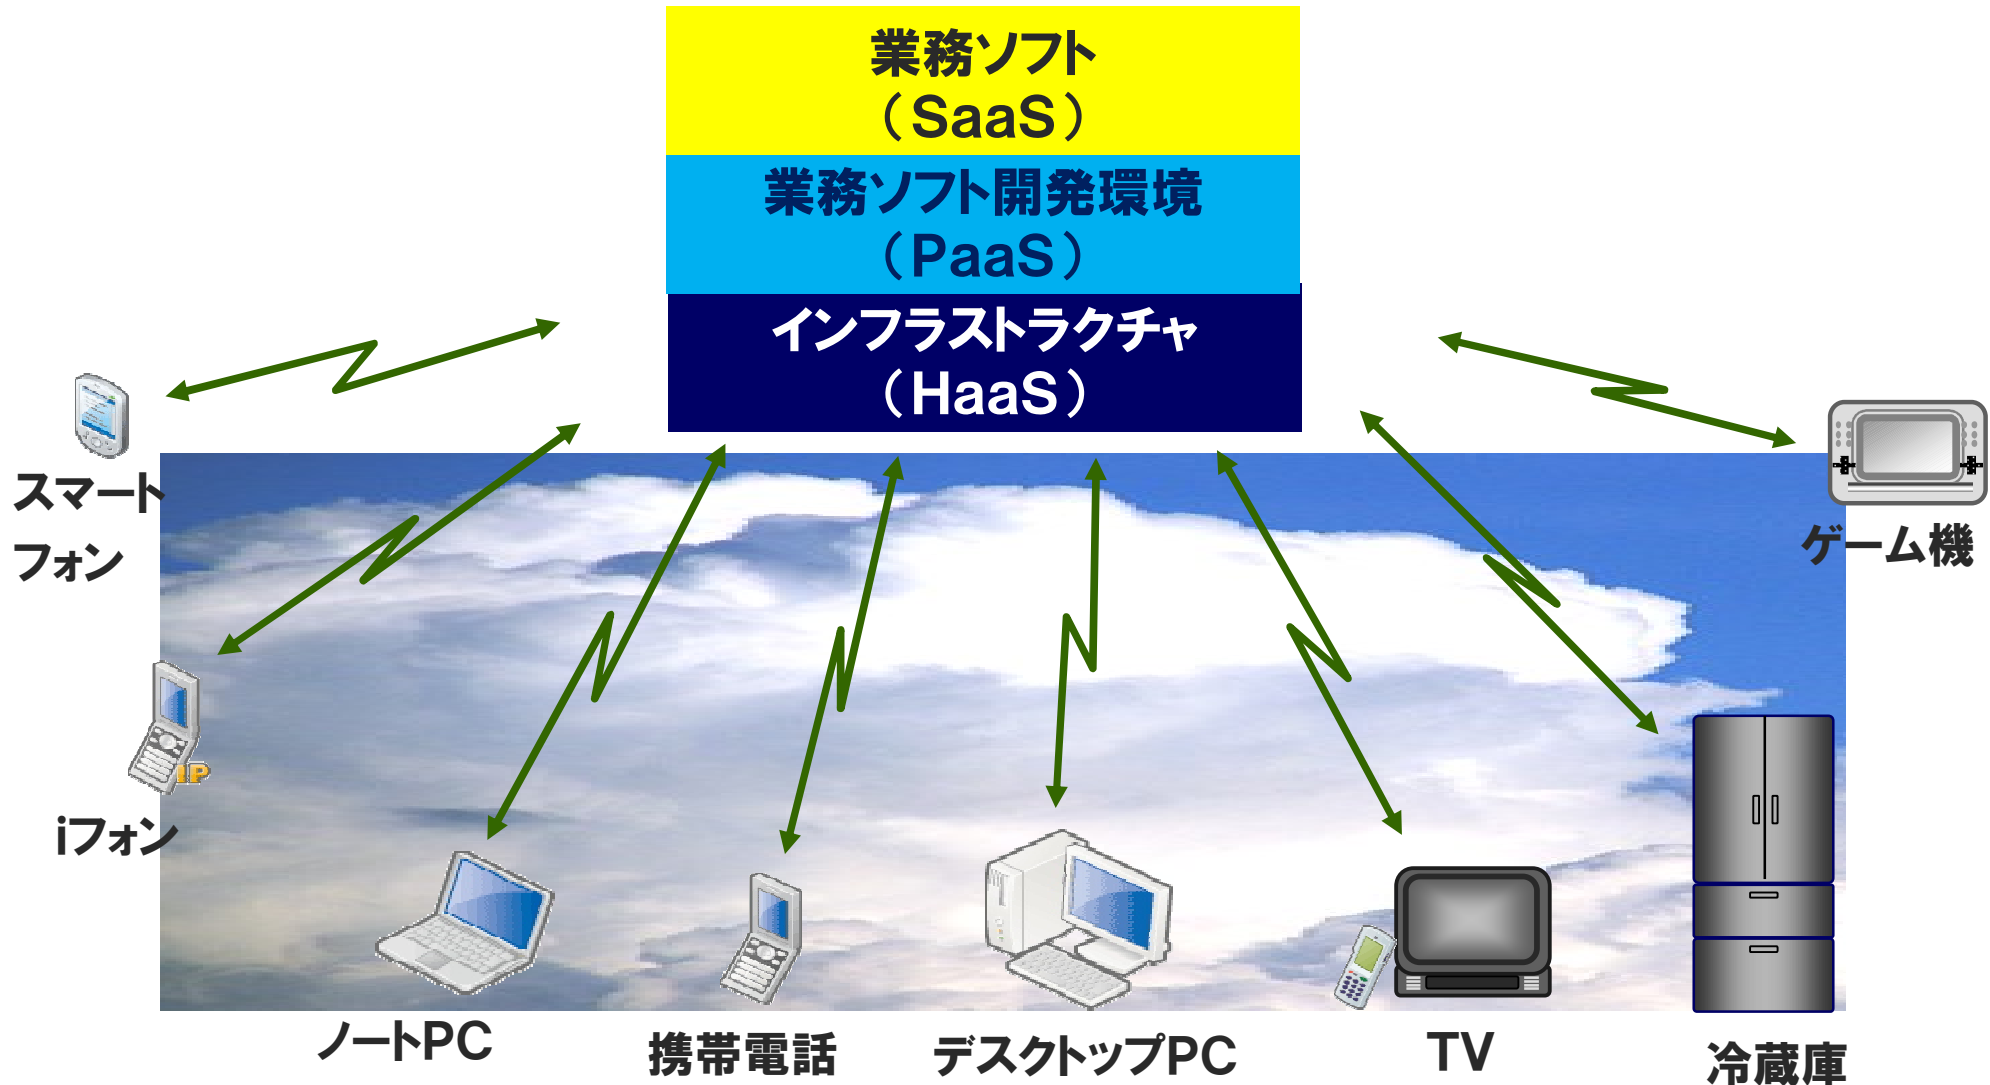 業務ソフト
（SaaS）
業務ソフト開発環境
（PaaS）
インフラストラクチャ
（HaaS）
スマート
フォン
ゲーム機
IP
iフォン
ノートPC
携帯電話
デスクトップPC
TV
冷蔵庫